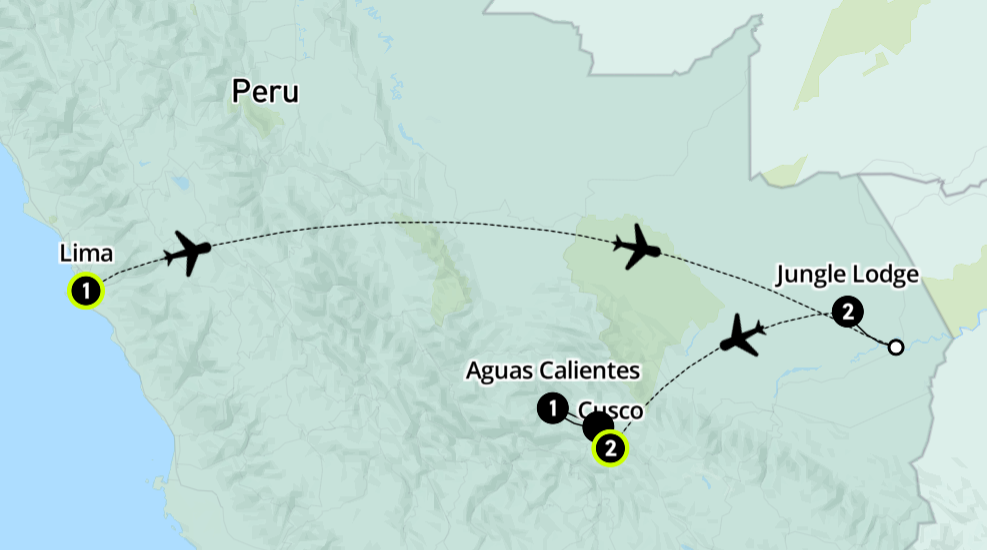 Peru
Lima
1
Jungle Lodge
2
Aguas Calientes
1
Cusco
2